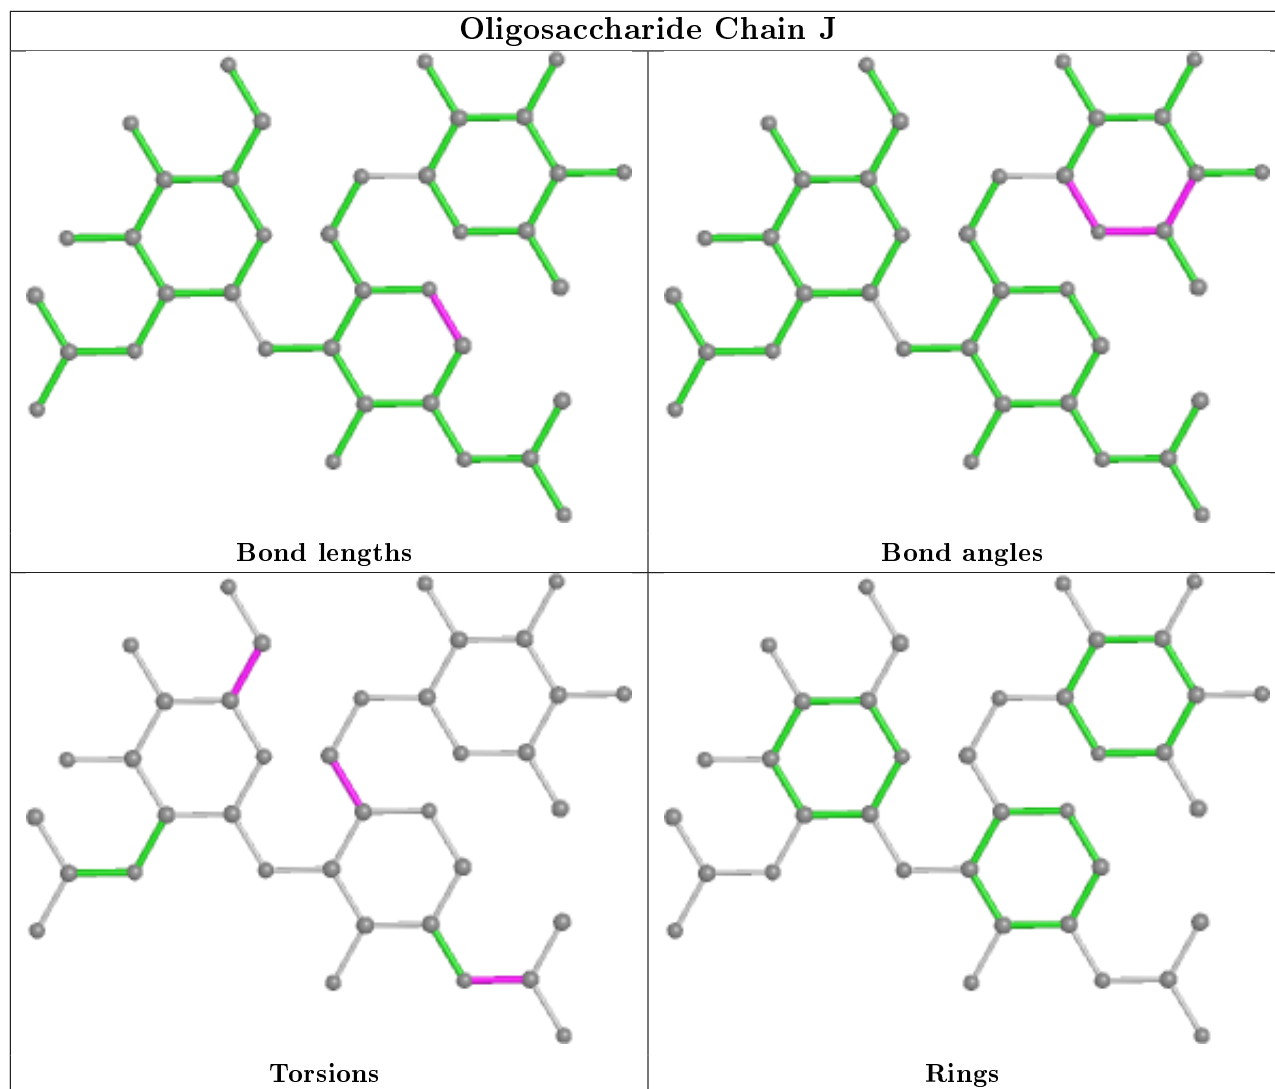 Oligosaccharide Chain J
Bond lengths
Bond angles
Torsions
Rings